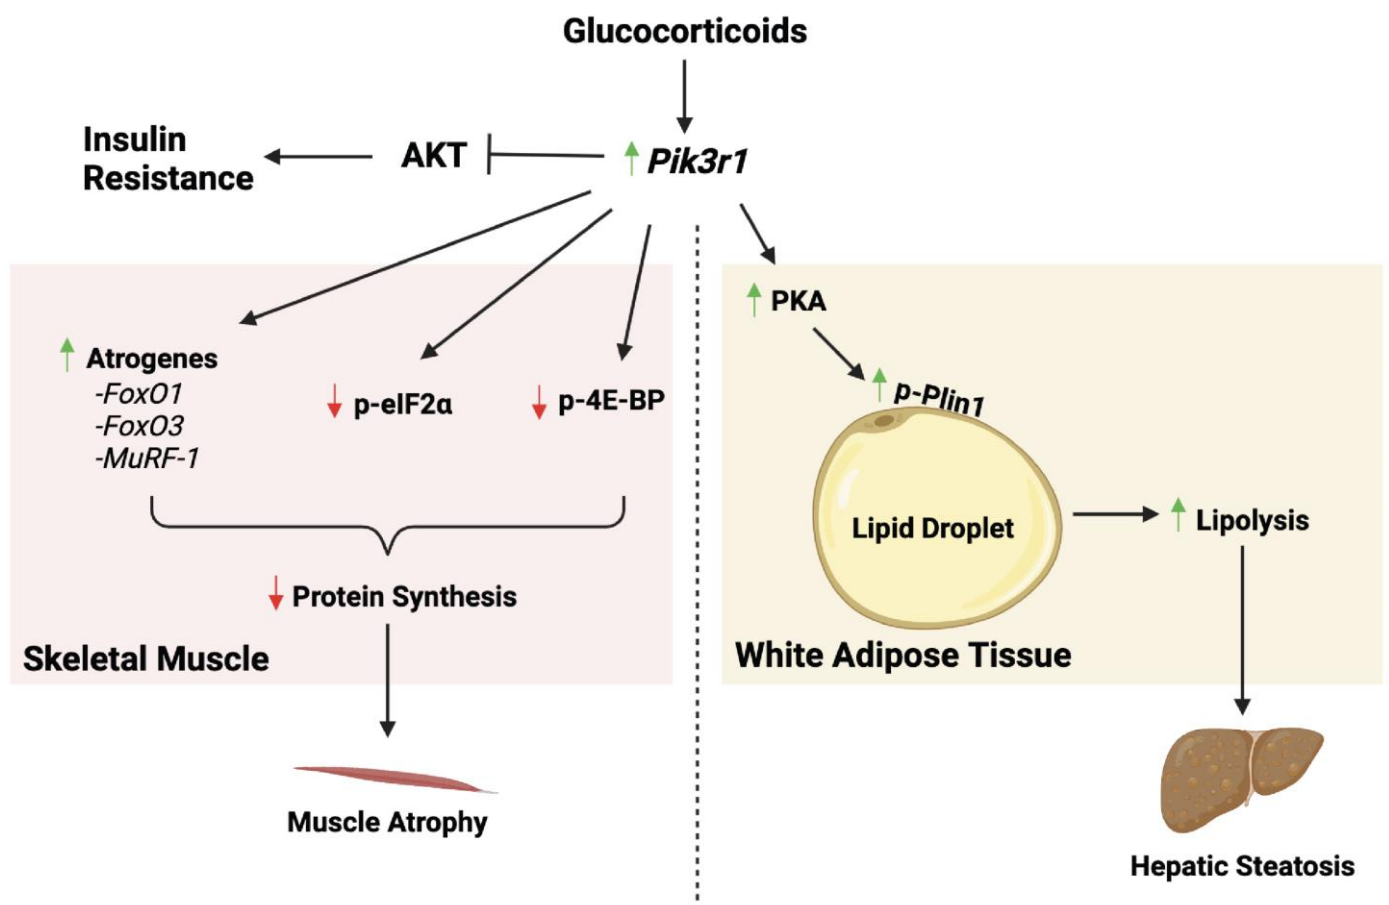 Glucocorticoids
Insulin
Resistance
AKT
Pik3r1
Atrogenes
-FoxO1
-FoxO3
-MuRF-1
p-eIF2α
p-4E-BP
Protein Synthesis
Skeletal Muscle
Muscle Atrophy
PKA
p-Plin1
Lipid Droplet
Lipolysis
White Adipose Tissue
Hepatic Steatosis